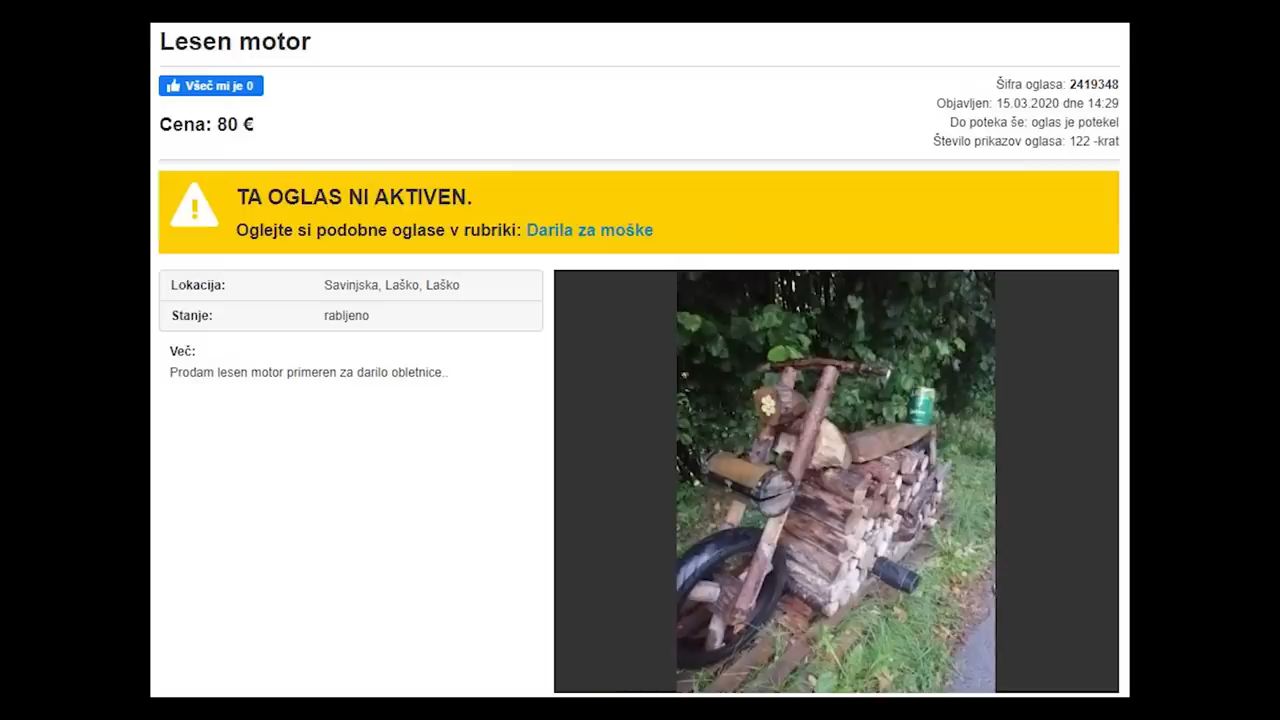 Lesen motor
Všeč mi je 0
Cena: 80 €
Šifra oglasa: 2419348
Objavljen: 15.03.2020 dne 14:29
Do poteka še: oglas je potekel
Število prikazov oglasa: 122 -krat
TA OGLAS NI AKTIVEN.
Oglejte si podobne oglase v rubriki: Darila za moške
Lokacija: Savinjska, Laško, Laško
Stanje: rabljeno
Več:
Prodam lesen motor primeren za darilo obletnice..